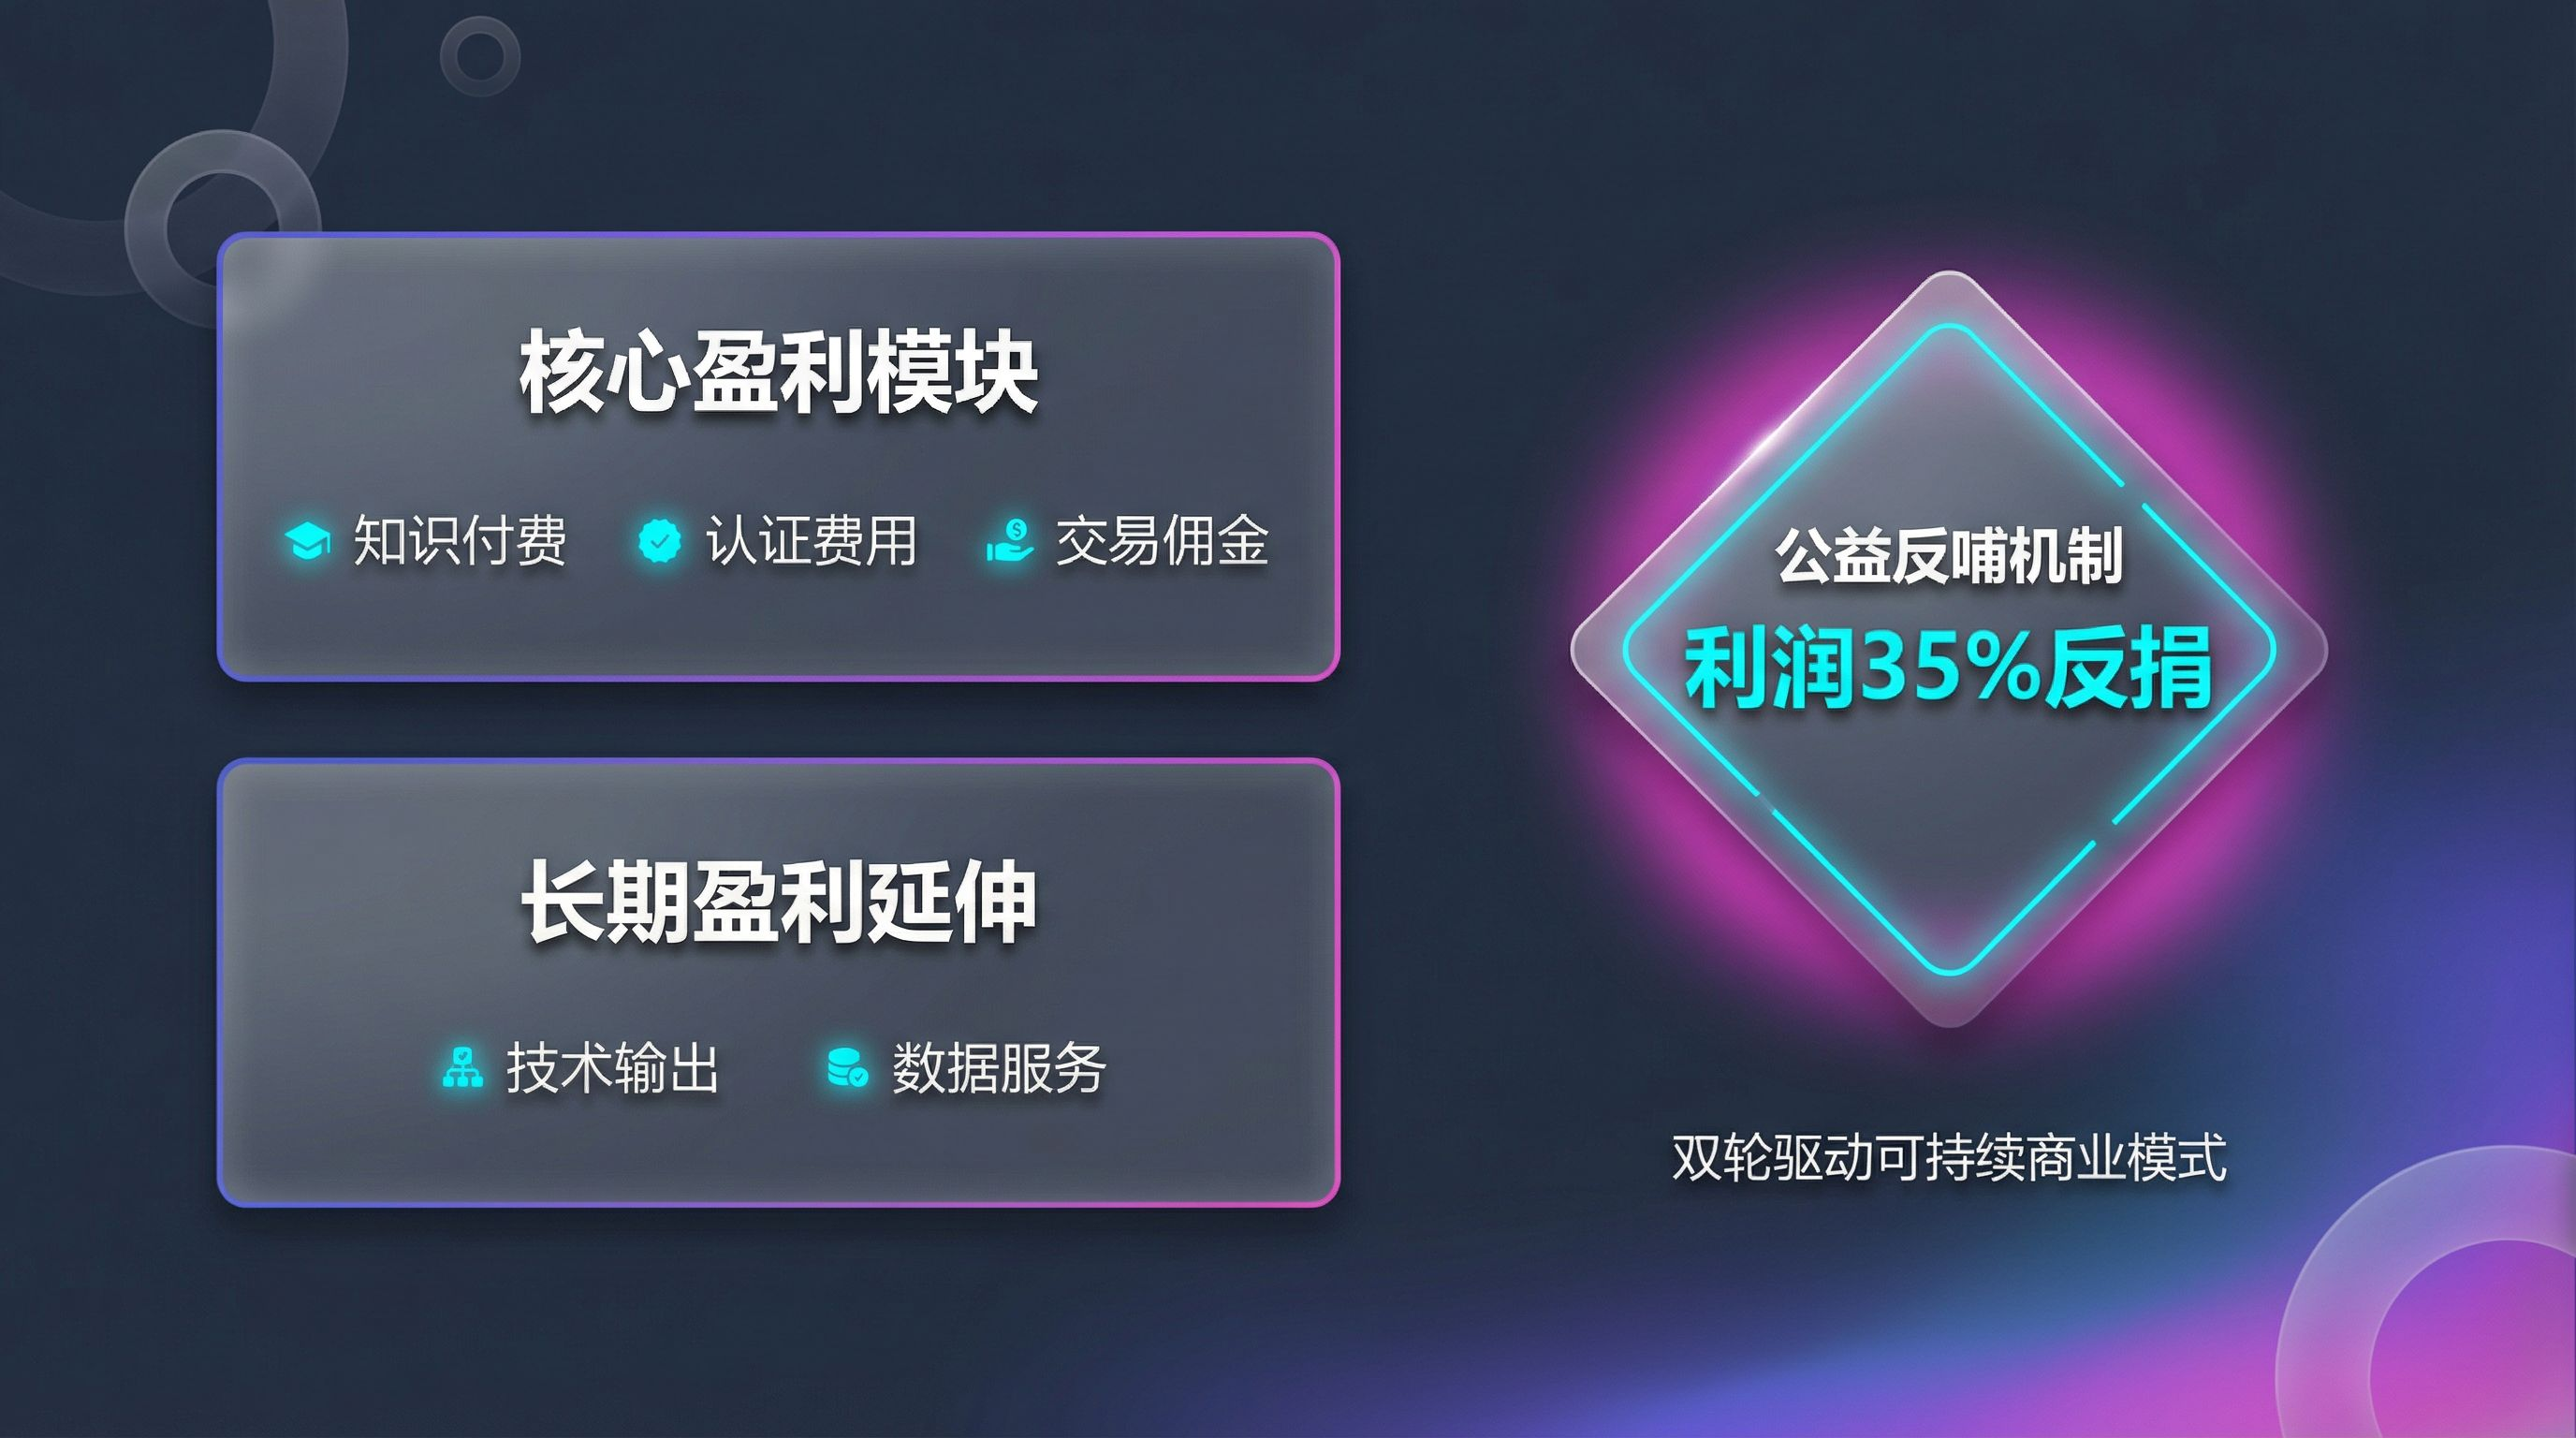 核心盈利模块
知识付费 认证费用 交易佣金
长期盈利延伸
技术输出 数据服务
公益反哺机制
利润35%反捐
双轮驱动可持续商业模式